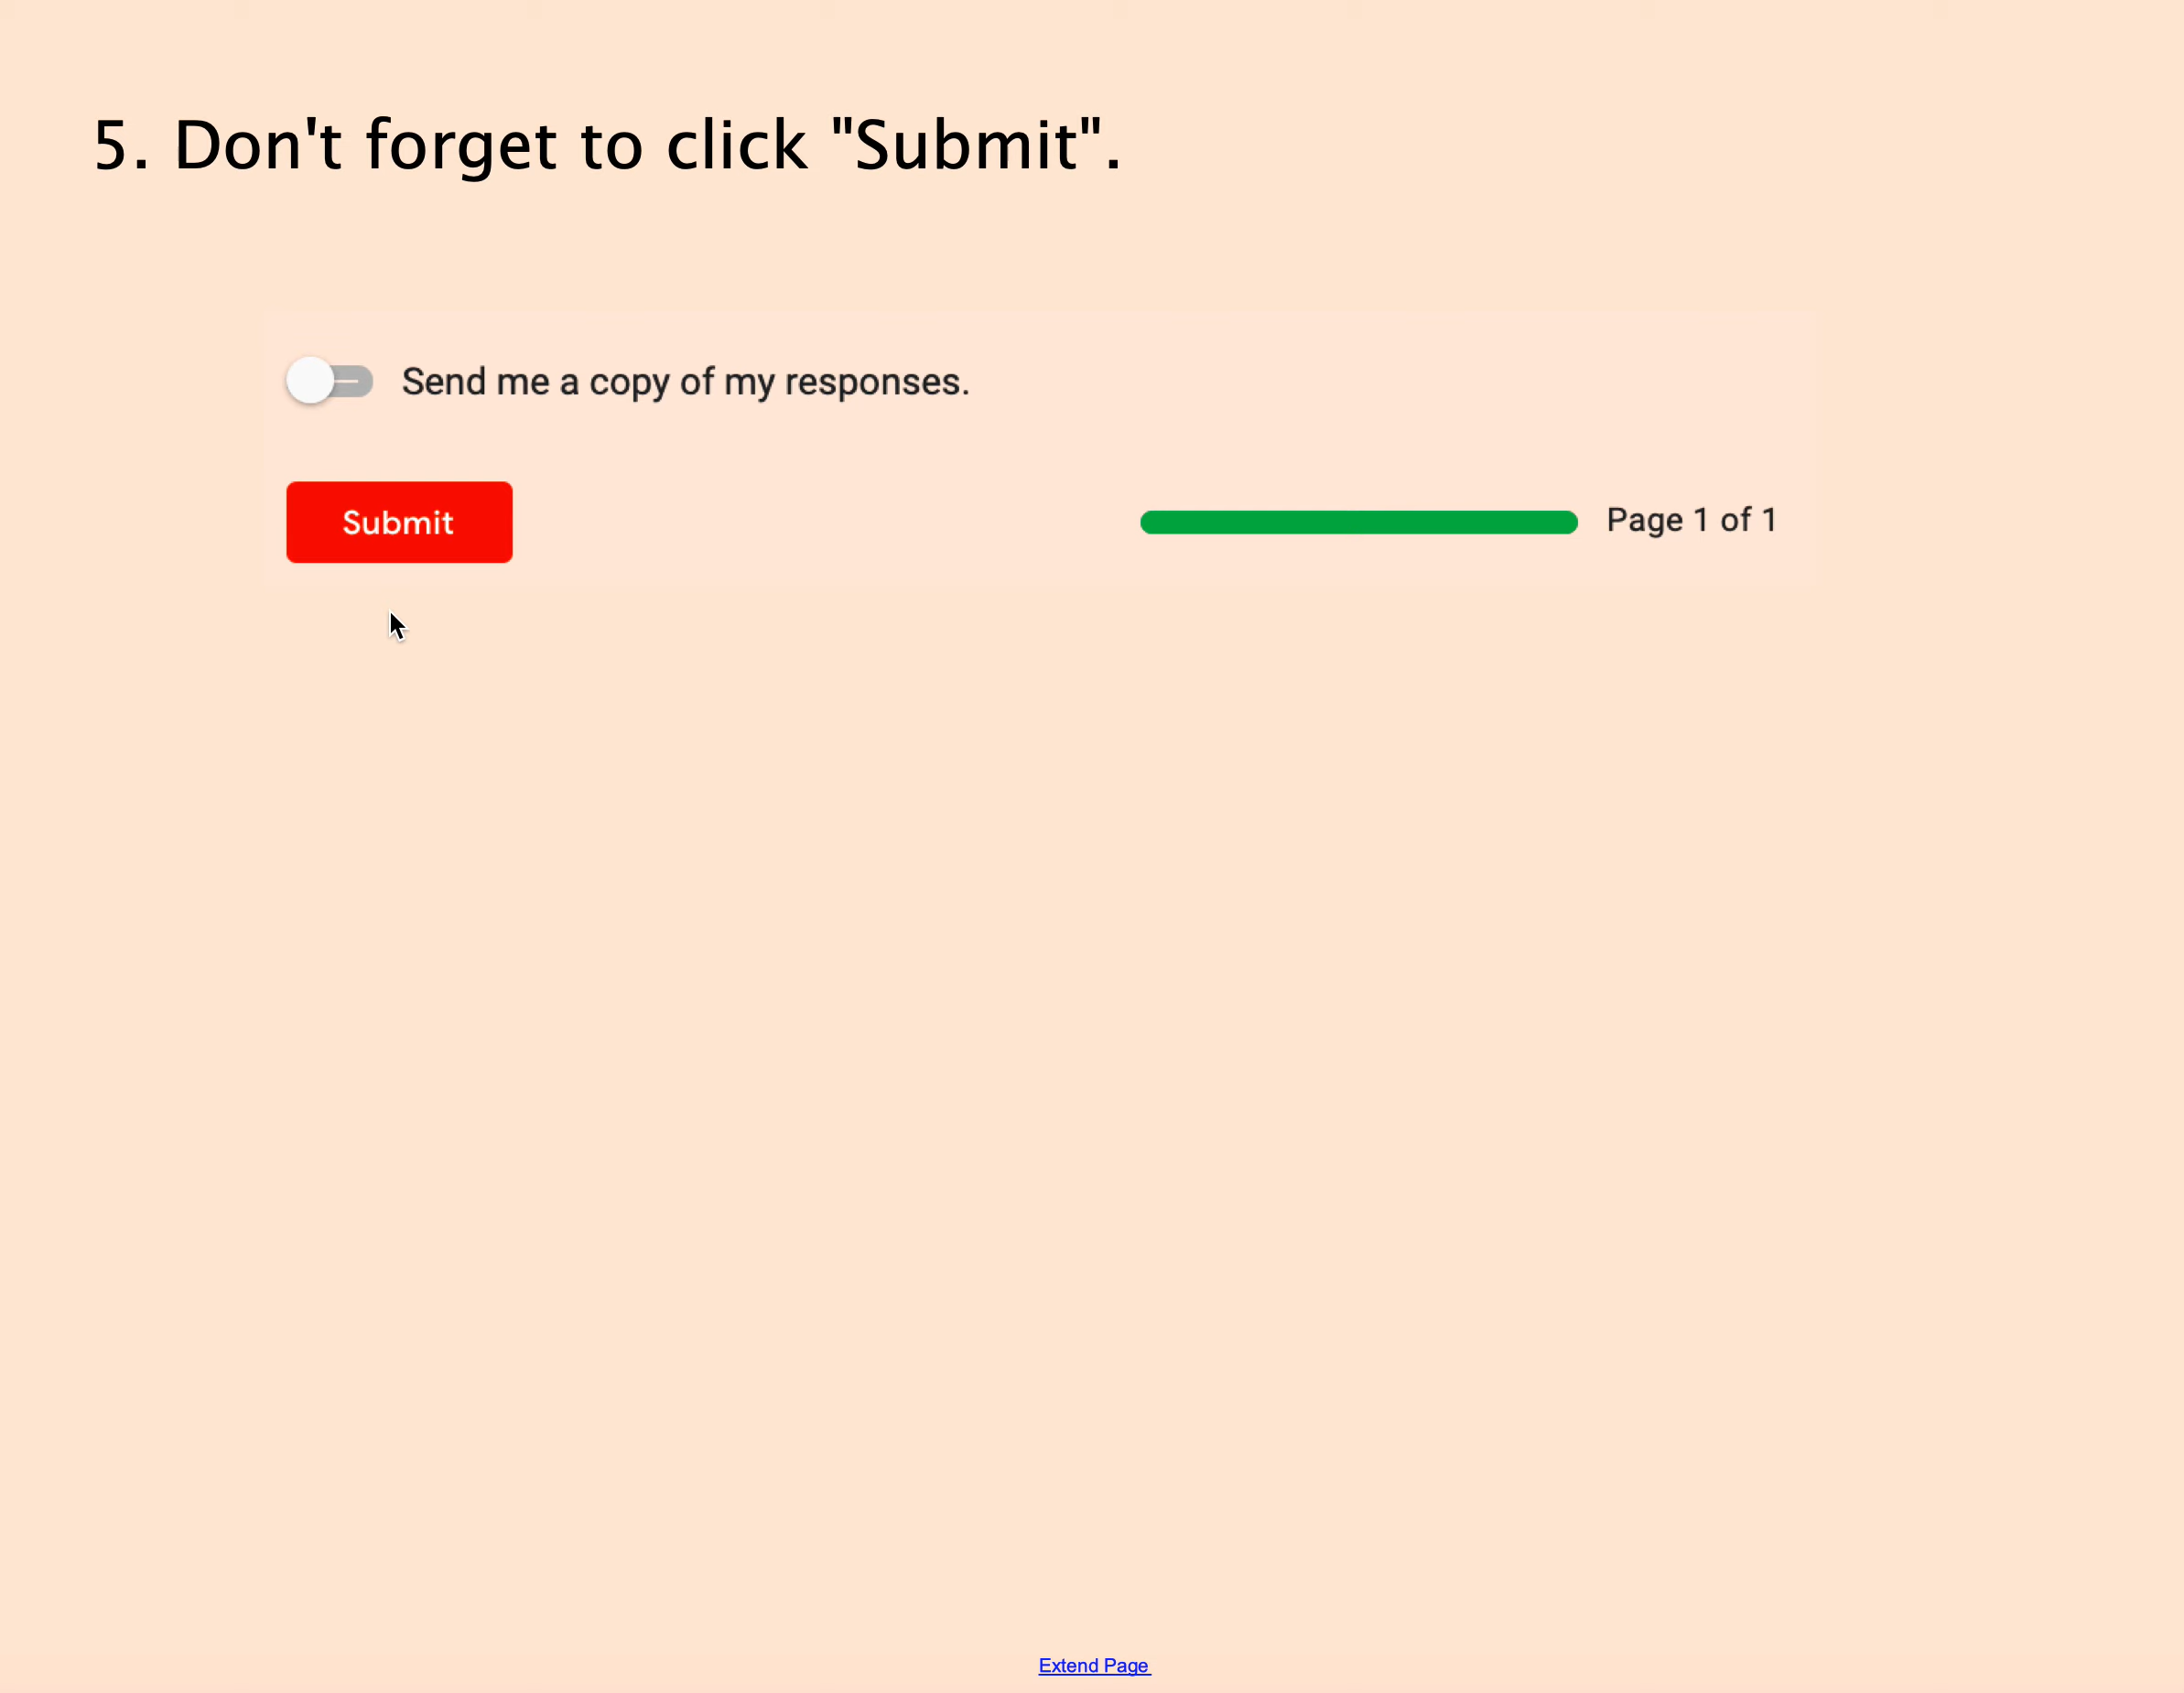 5. Don't forget to click "Submit".
Send me a copy of my responses.
Submit
Page 1 of 1
Extend Page